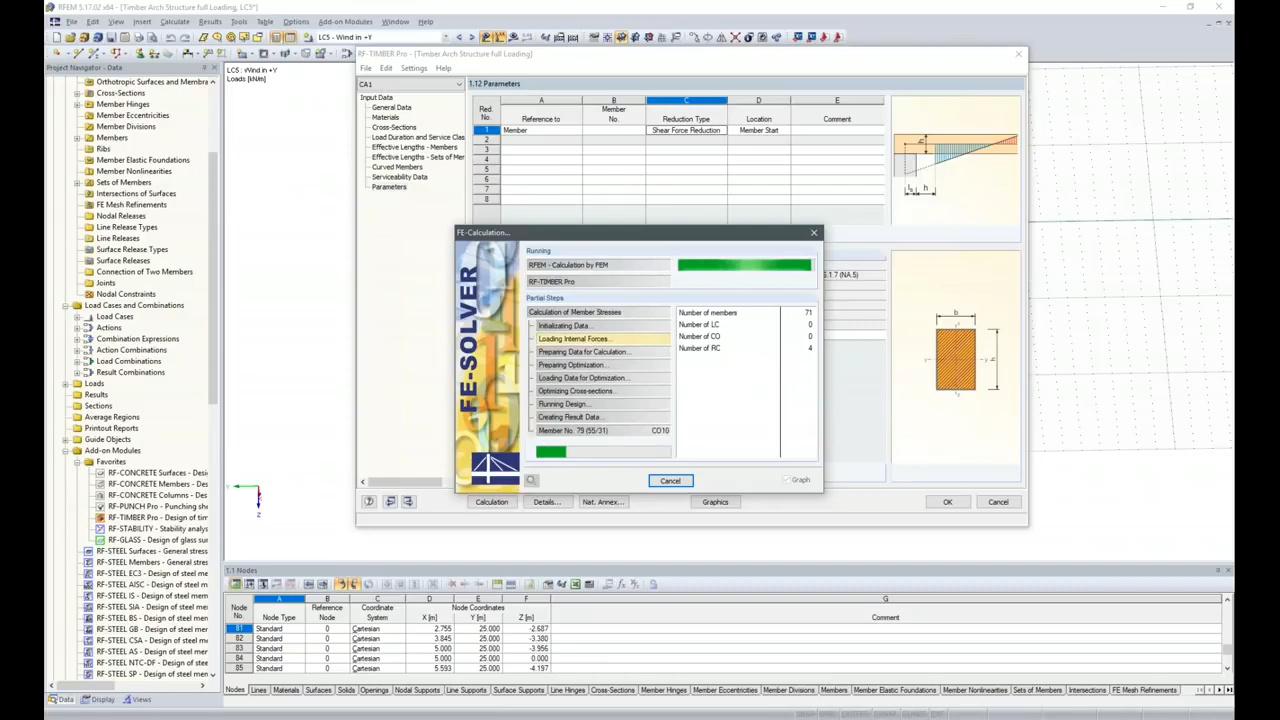 RFEM 5.17.02 x64 - [Timber Arch Structure full Loading, LC5*]
File Edit View Insert Calculate Results Tools Table Options Add-on Modules Window Help
LC5 - Wind in +Y
Project Navigator - Data
Orthotropic Surfaces and Membra
Cross-Sections
Member Hinges
Member Eccentricities
Member Divisions
Members
Ribs
Member Elastic Foundations
Member Nonlinearities
Sets of Members
Intersections of Surfaces
FE Mesh Refinements
Nodal Releases
Line Release Types
Line Releases
Surface Release Types
Surface Releases
Connection of Two Members
Joints
Nodal Constraints
Load Cases and Combinations
Load Cases
Actions
Combination Expressions
Action Combinations
Load Combinations
Result Combinations
Loads
Results
Sections
Average Regions
Printout Reports
Guide Objects
Add-on Modules
Favorites
RF-CONCRETE Surfaces - Desi
RF-CONCRETE Members - De
RF-CONCRETE Columns - Des
RF-PUNCH Pro - Punching she
RF-TIMBER Pro - Design of tim
RF-STABILITY - Stability analys
RF-GLASS - Design of glass su
RF-STEEL Surfaces - General stress
RF-STEEL Members - General stres
RF-STEEL EC3 - Design of steel me
RF-STEEL AISC - Design of steel m
RF-STEEL IS - Design of steel mem
RF-STEEL SIA - Design of steel me
RF-STEEL BS - Design of steel mem
RF-STEEL GB - Design of steel mem
RF-STEEL CSA - Design of steel me
RF-STEEL AS - Design of steel mem
RF-STEEL NTC-DF - Design of steel
RF-STEEL SP - Design of steel mem
Data Display Views
LC5 : Wind in +Y
Loads [kN/m]
Y
Z
RF-TIMBER Pro - [Timber Arch Structure full Loading]
File Edit Settings Help
CA1
Input Data
General Data
Materials
Cross-Sections
Load Duration and Service Clas
Effective Lengths - Members
Effective Lengths - Sets of Mer
Curved Members
Serviceability Data
Parameters
1.12 Parameters
A B C D E
Red. No. Reference to Member No. Reduction Type Location Comment
1 Member Shear Force Reduction Member Start
2
3
4
5
6
7
8
h
h
b
h
FE-Calculation...
FE-SOLVER
Running
RFEM - Calculation by FEM
RF-TIMBER Pro
Partial Steps
Calculation of Member Stresses
Initializating Data...
Loading Internal Forces...
Preparing Data for Calculation...
Preparing Optimization...
Loading Data for Optimization...
Optimizing Cross-sections...
Running Design...
Creating Result Data...
Member No. 79 (55/31) CO10
Number of members 71
Number of LC 0
Number of CO 0
Number of RC 4
Cancel
Graph
Calculation Details... Nat. Annex... Graphics OK Cancel
1.1 Nodes
A B C D E F G
Node No. Node Type Reference Node Coordinate System Node Coordinates X [m] Y [m] Z [m] Comment
81 Standard 0 Cartesian 2.755 25.000 -2.687
82 Standard 0 Cartesian 3.845 25.000 -3.380
83 Standard 0 Cartesian 5.000 25.000 -3.956
84 Standard 0 Cartesian 5.000 25.000 0.000
85 Standard 0 Cartesian 5.593 25.000 -4.197
Nodes Lines Materials Surfaces Solids Openings Nodal Supports Line Supports Surface Supports Line Hinges Cross-Sections Member Hinges Member Eccentricities Member Divisions Members Member Elastic Foundations Member Nonlinearities Sets of Members Intersections FE Mesh Refinements